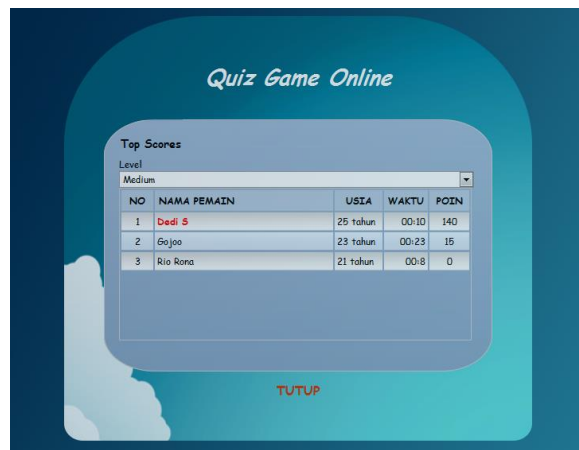 Quiz Game Online
Top Scores
Level
Medium
NO NAMA PEMAIN USIA WAKTU POIN
1 Dedi S 25 tahun 00:10 140
2 Gojoo 23 tahun 00:23 15
3 Rio Rona 21 tahun 00:8 0
TUTUP